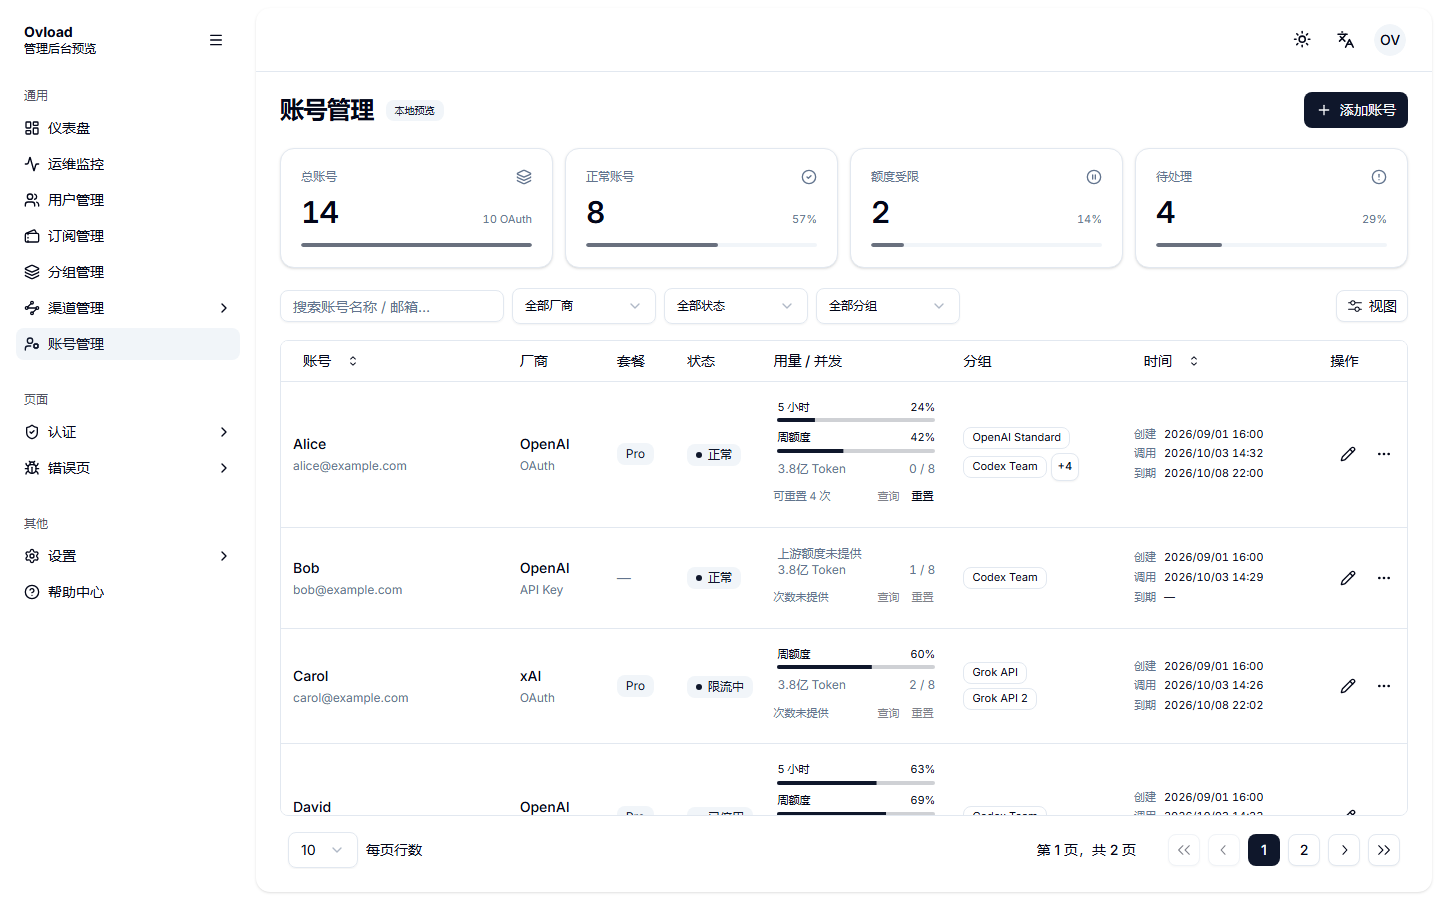 Ovload
管理后台预览
通用
仪表盘
运维监控
用户管理
订阅管理
分组管理
渠道管理
账号管理
页面
认证
错误页
其他
设置
帮助中心
OV
账号管理 本地预览
添加账号
总账号
14
10 OAuth
正常账号
8
57%
额度受限
2
14%
待处理
4
29%
搜索账号名称 / 邮箱...
全部厂商
全部状态
全部分组
视图
账号 厂商 套餐 状态 用量 / 并发 分组 时间 操作
Alice
alice@example.com
OpenAI
OAuth
Pro
正常
5 小时 24%
周额度 42%
3.8亿 Token 0 / 8
可重置 4 次 查询 重置
OpenAI Standard
Codex Team +4
创建 2026/09/01 16:00
调用 2026/10/03 14:32
到期 2026/10/08 22:00
Bob
bob@example.com
OpenAI
API Key
—
正常
上游额度未提供
3.8亿 Token 1 / 8
次数未提供 查询 重置
Codex Team
创建 2026/09/01 16:00
调用 2026/10/03 14:29
到期 —
Carol
carol@example.com
xAI
OAuth
Pro
限流中
周额度 60%
3.8亿 Token 2 / 8
次数未提供 查询 重置
Grok API
Grok API 2
创建 2026/09/01 16:00
调用 2026/10/03 14:26
到期 2026/10/08 22:02
David
OpenAI
5 小时 63%
周额度 69%
Codex Team
创建 2026/09/01 16:00
10 每页行数
第 1 页，共 2 页
1
2